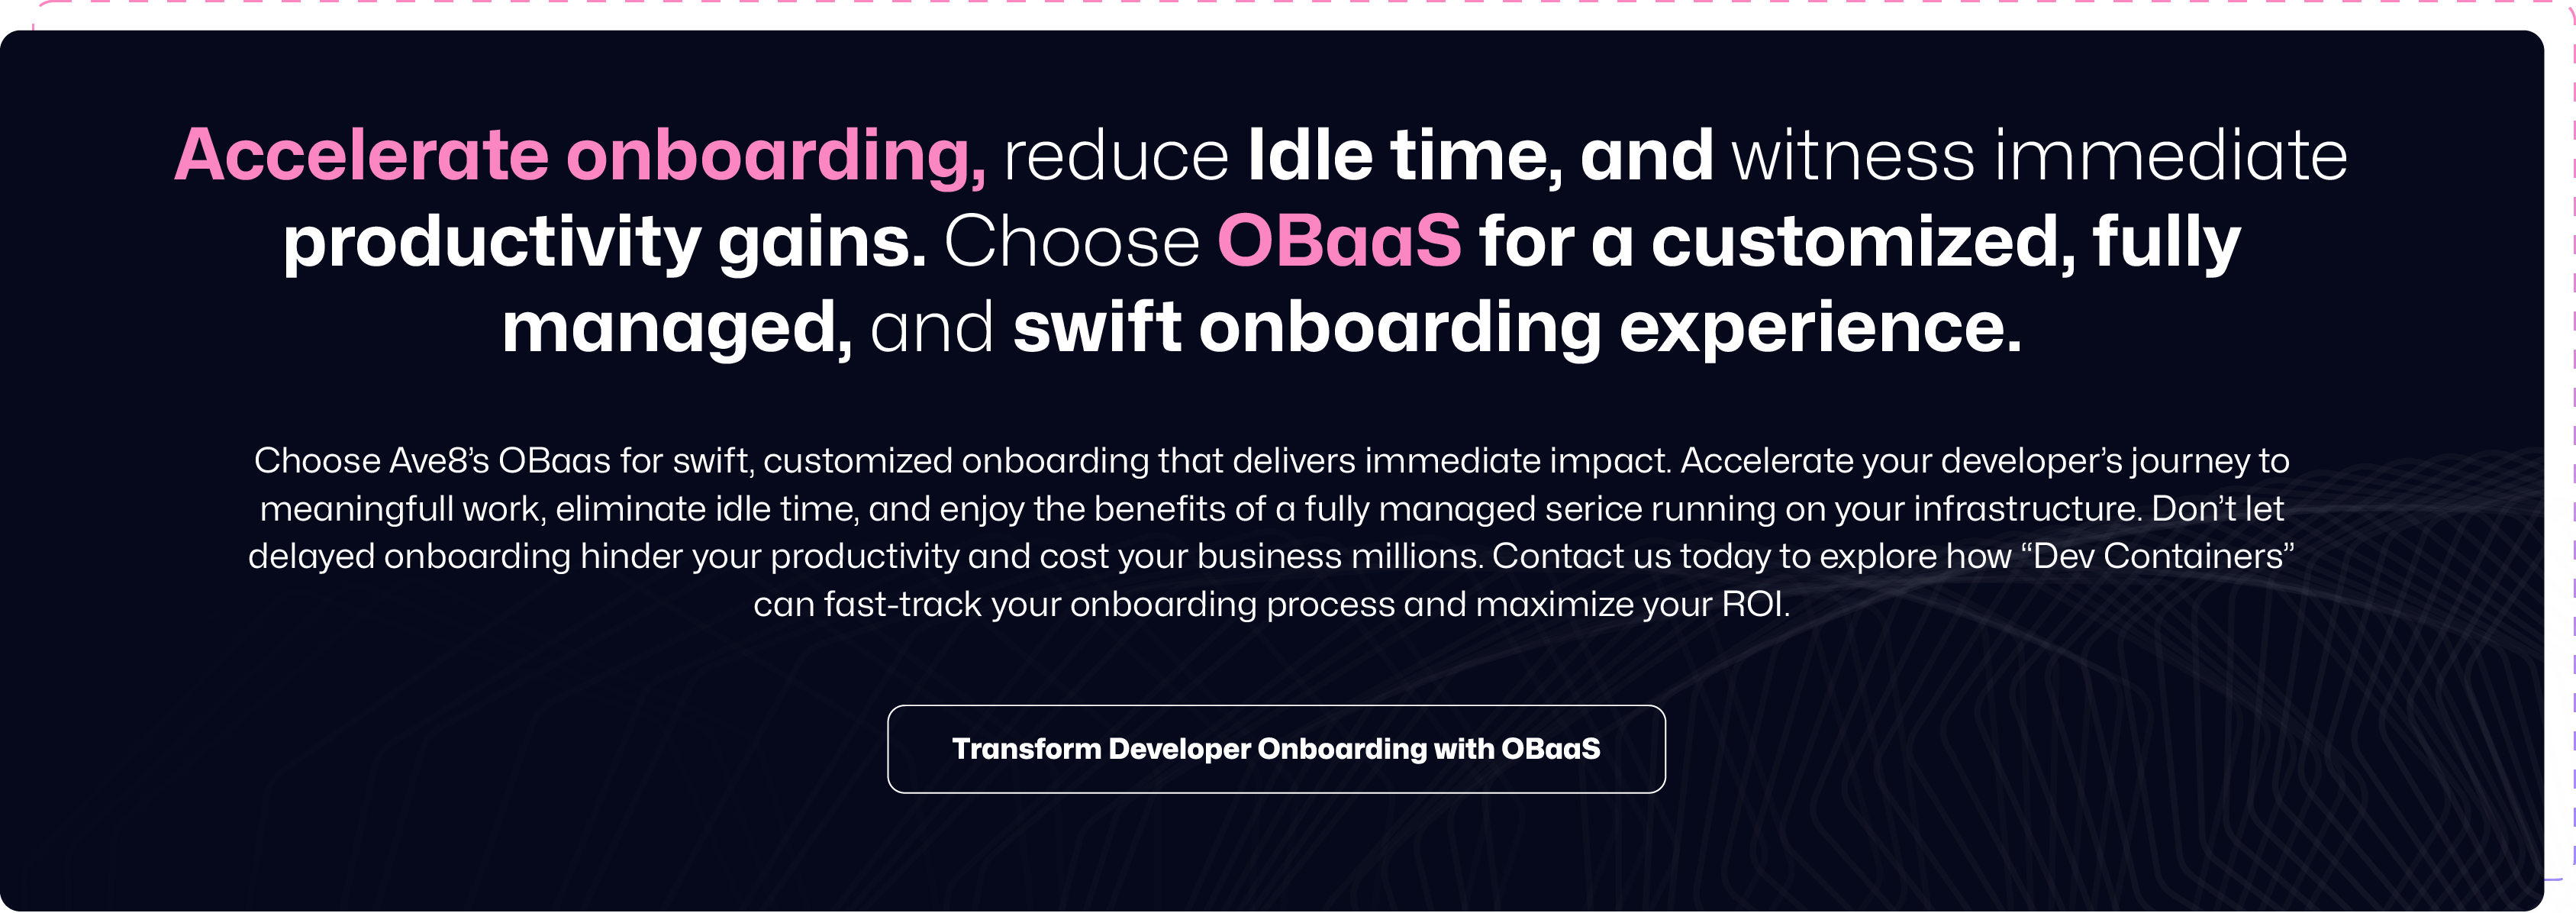 Accelerate onboarding, reduce Idle time, and witness immediate
productivity gains. Choose OBaaS for a customized, fully
managed, and swift onboarding experience.
Choose Ave8’s OBaas for swift, customized onboarding that delivers immediate impact. Accelerate your developer’s journey to
meaningfull work, eliminate idle time, and enjoy the benefits of a fully managed serice running on your infrastructure. Don’t let
delayed onboarding hinder your productivity and cost your business millions. Contact us today to explore how “Dev Containers”
can fast-track your onboarding process and maximize your ROI.
Transform Developer Onboarding with OBaaS